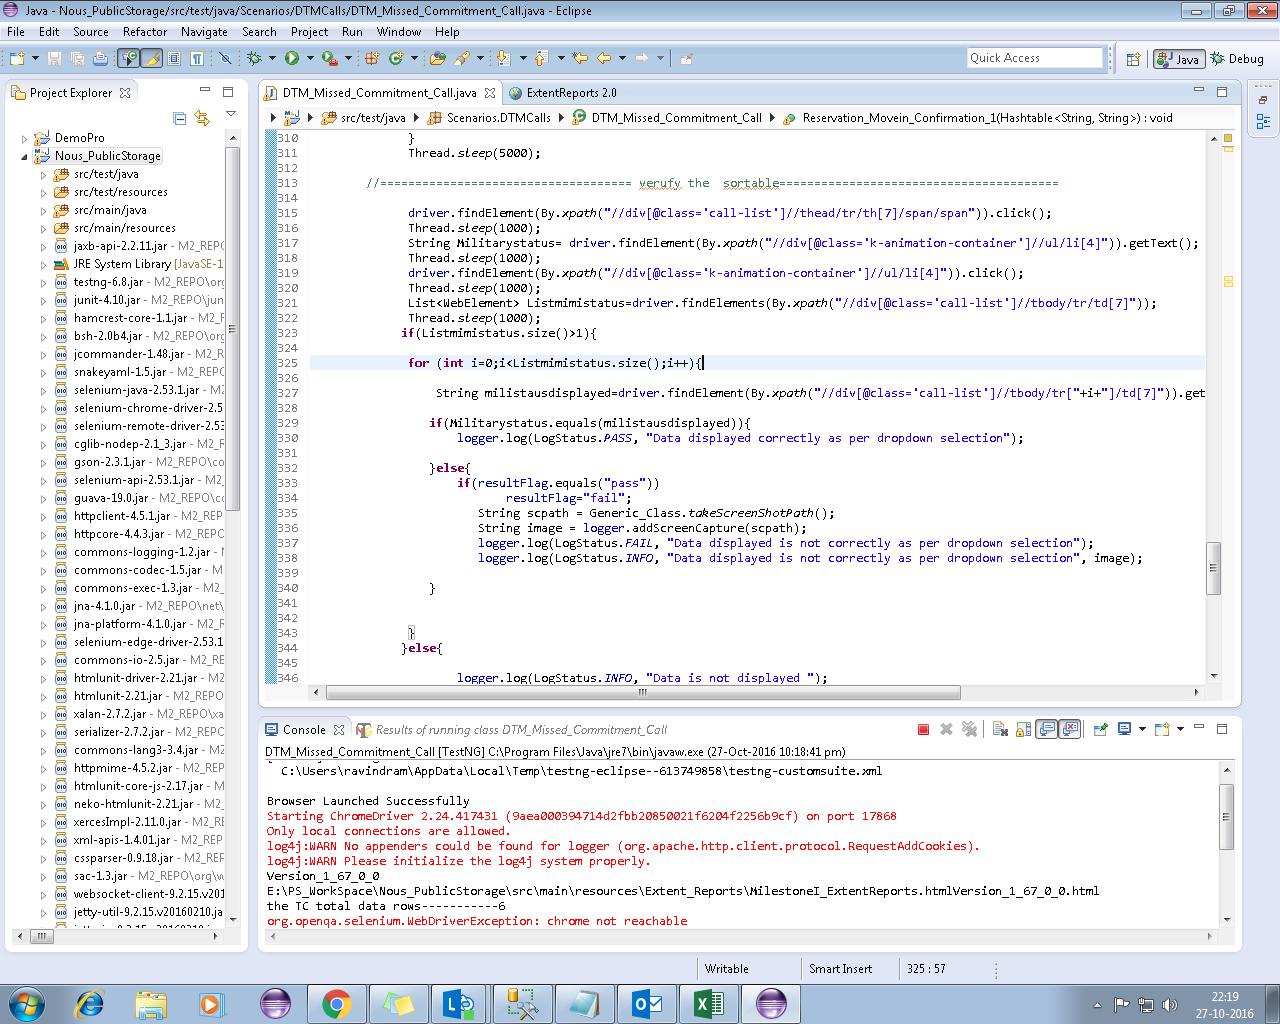 Java - Nous_PublicStorage/src/test/java/Scenarios/DTMCalls/DTM_Missed_Commitment_Call.java - Eclipse
File Edit Source Refactor Navigate Search Project Run Window Help
Quick Access
Java
Debug
Project Explorer
DemoPro
Nous_PublicStorage
src/test/java
src/test/resources
src/main/java
src/main/resources
jaxb-api-2.2.11.jar - M2_REPO
JRE System Library [JavaSE-1
testng-6.8.jar - M2_REPO\org
junit-4.10.jar - M2_REPO\jun
hamcrest-core-1.1.jar - M2_R
bsh-2.0b4.jar - M2_REPO\org
jcommander-1.48.jar - M2_RE
snakeyaml-1.5.jar - M2_REPO
selenium-java-2.53.1.jar - M2
selenium-chrome-driver-2.5
selenium-remote-driver-2.53
cglib-nodep-2.1_3.jar - M2_R
gson-2.3.1.jar - M2_REPO\co
selenium-api-2.53.1.jar - M2_
guava-19.0.jar - M2_REPO\co
httpclient-4.5.1.jar - M2_REP
httpcore-4.4.3.jar - M2_REPO
commons-logging-1.2.jar - M
commons-codec-1.5.jar - M2
commons-exec-1.3.jar - M2_
jna-4.1.0.jar - M2_REPO\net\
jna-platform-4.1.0.jar - M2_R
selenium-edge-driver-2.53.1
commons-io-2.5.jar - M2_RE
htmlunit-driver-2.21.jar - M2
htmlunit-2.21.jar - M2_REPO
xalan-2.7.2.jar - M2_REPO\xa
serializer-2.7.2.jar - M2_REPO
commons-lang3-3.4.jar - M2
httpmime-4.5.2.jar - M2_REP
htmlunit-core-js-2.17.jar - M2
neko-htmlunit-2.21.jar - M2_
xercesImpl-2.11.0.jar - M2_R
xml-apis-1.4.01.jar - M2_REP
cssparser-0.9.18.jar - M2_REP
sac-1.3.jar - M2_REPO\org\w
websocket-client-9.2.15.v201
jetty-util-9.2.15.v20160210.ja
DTM_Missed_Commitment_Call.java
ExtentReports 2.0
src/test/java Scenarios.DTMCalls DTM_Missed_Commitment_Call Reservation_Movein_Confirmation_1(Hashtable<String, String>) : void
310 }
311 Thread.sleep(5000);
312
313 //==================================== verufy the  sortable========================================
314
315 driver.findElement(By.xpath("//div[@class='call-list']//thead/tr/th[7]/span/span")).click();
316 Thread.sleep(1000);
317 String Militarystatus= driver.findElement(By.xpath("//div[@class='k-animation-container']//ul/li[4]")).getText();
318 Thread.sleep(1000);
319 driver.findElement(By.xpath("//div[@class='k-animation-container']//ul/li[4]")).click();
320 Thread.sleep(1000);
321 List<WebElement> Listmimistatus=driver.findElements(By.xpath("//div[@class='call-list']//tbody/tr/td[7]"));
322 Thread.sleep(1000);
323 if(Listmimistatus.size()>1){
324
325 for (int i=0;i<Listmimistatus.size();i++){
326
327 String milistausdisplayed=driver.findElement(By.xpath("//div[@class='call-list']//tbody/tr["+i+"]/td[7]")).get
328
329 if(Militarystatus.equals(milistausdisplayed)){
330 logger.log(LogStatus.PASS, "Data displayed correctly as per dropdown selection");
331
332 }else{
333 if(resultFlag.equals("pass"))
334 resultFlag="fail";
335 String scpath = Generic_Class.takeScreenShotPath();
336 String image = logger.addScreenCapture(scpath);
337 logger.log(LogStatus.FAIL, "Data displayed is not correctly as per dropdown selection");
338 logger.log(LogStatus.INFO, "Data displayed is not correctly as per dropdown selection", image);
339
340 }
341
342
343 }
344 }else{
345
346 logger.log(LogStatus.INFO, "Data is not displayed ");
Console
Results of running class DTM_Missed_Commitment_Call
DTM_Missed_Commitment_Call [TestNG] C:\Program Files\Java\jre7\bin\javaw.exe (27-Oct-2016 10:18:41 pm)
C:\Users\ravindram\AppData\Local\Temp\testng-eclipse--613749858\testng-customsuite.xml
Browser Launched Successfully
Starting ChromeDriver 2.24.417431 (9aea000394714d2fbb20850021f6204f2256b9cf) on port 17868
Only local connections are allowed.
log4j:WARN No appenders could be found for logger (org.apache.http.client.protocol.RequestAddCookies).
log4j:WARN Please initialize the log4j system properly.
Version_1_67_0_0
E:\PS_WorkSpace\Nous_PublicStorage\src\main\resources\Extent_Reports\MilestoneI_ExtentReports.htmlVersion_1_67_0_0.html
the TC total data rows-----------6
org.openqa.selenium.WebDriverException: chrome not reachable
Writable
Smart Insert
325 : 57
22:19
27-10-2016